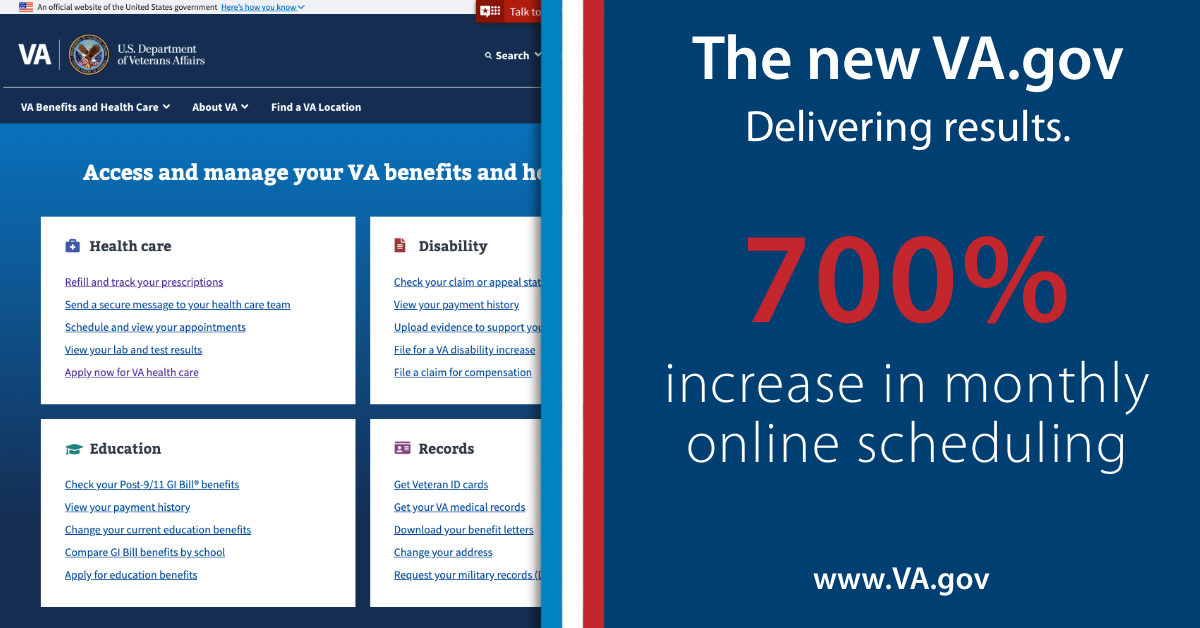 An official website of the United States government Here's how you know
Talk to
VA
U.S. Department
of Veterans Affairs
Search
VA Benefits and Health Care
About VA
Find a VA Location
Access and manage your VA benefits and he
Health care
Refill and track your prescriptions
Send a secure message to your health care team
Schedule and view your appointments
View your lab and test results
Apply now for VA health care
Disability
Check your claim or appeal stat
View your payment history
Upload evidence to support you
File for a VA disability increase
File a claim for compensation
Education
Check your Post-9/11 GI Bill® benefits
View your payment history
Change your current education benefits
Compare GI Bill benefits by school
Apply for education benefits
Records
Get Veteran ID cards
Get your VA medical records
Download your benefit letters
Change your address
Request your military records (D
The new VA.gov
Delivering results.
700%
increase in monthly
online scheduling
www.VA.gov